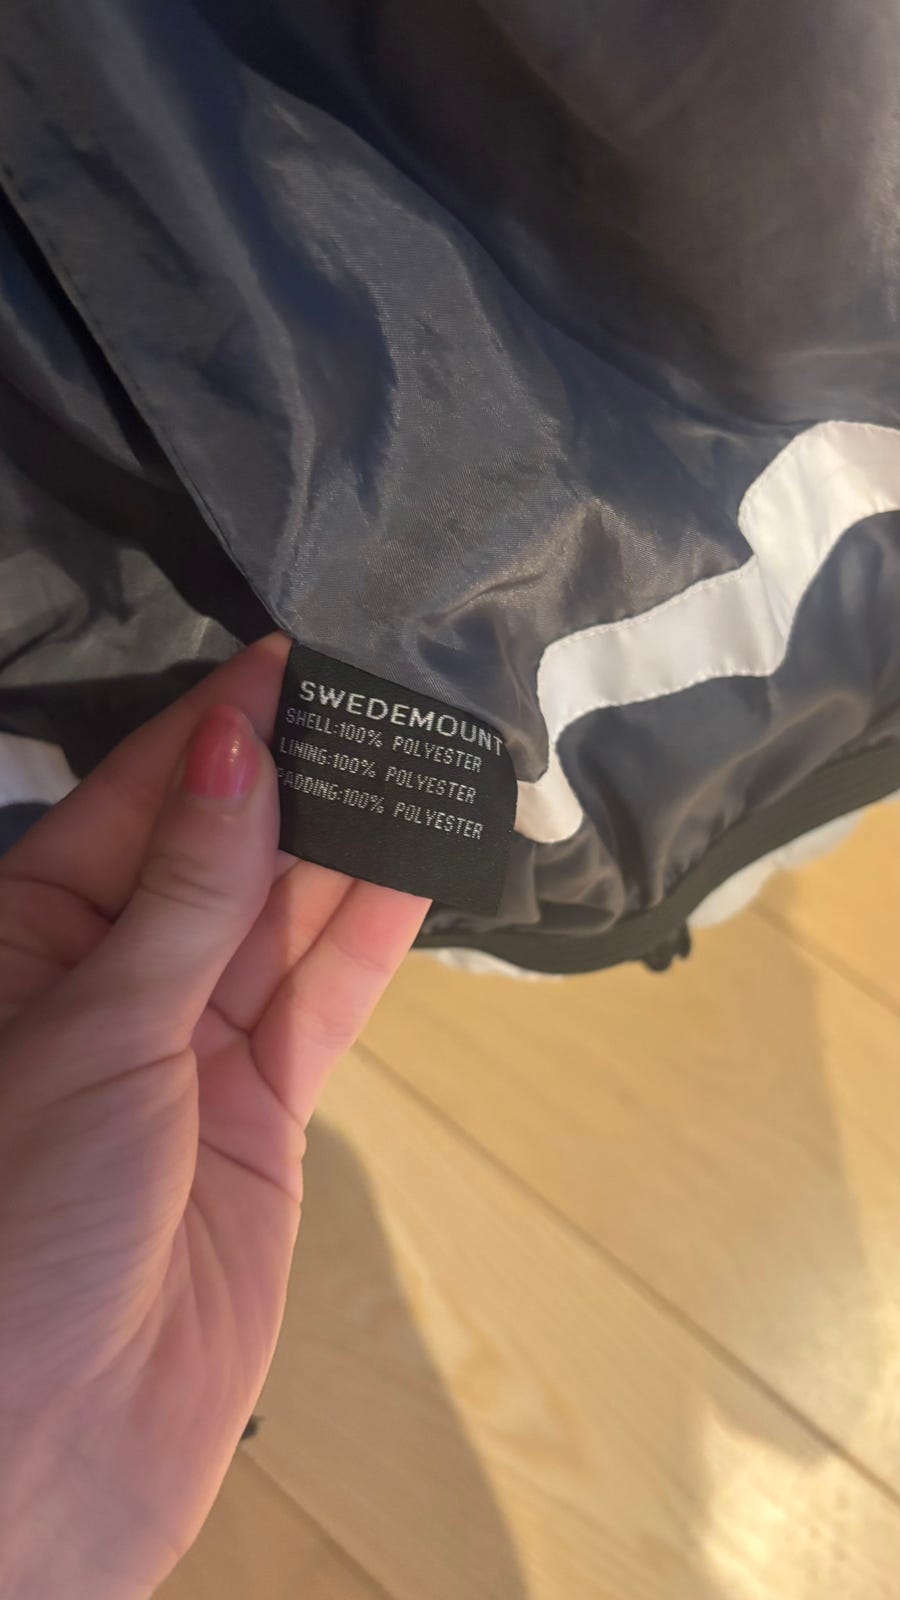 SWEDEMOUNT
SHELL:100% POLYESTER
LINING:100% POLYESTER
PADDING:100% POLYESTER